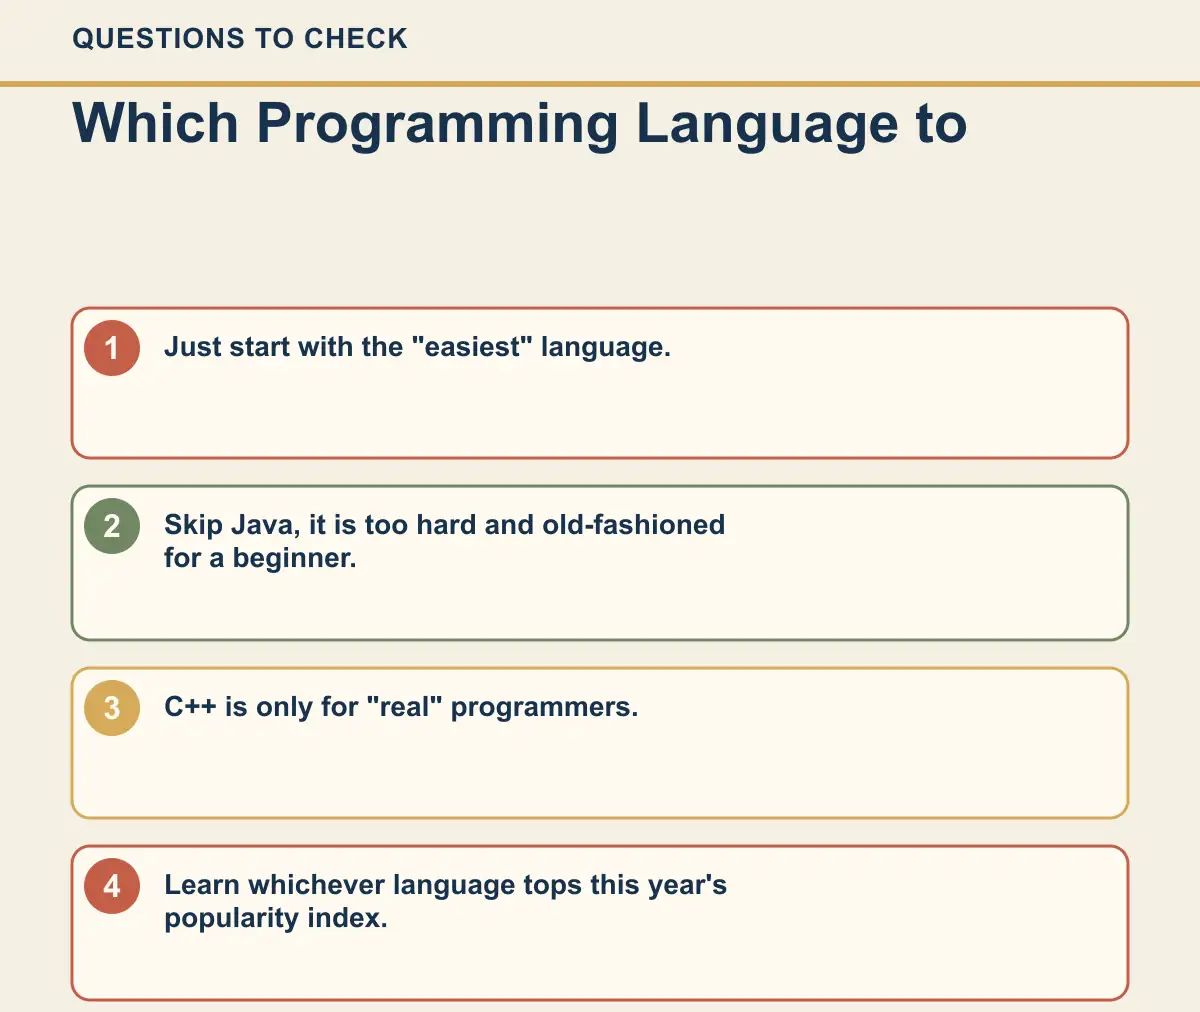 QUESTIONS TO CHECK
Which Programming Language to
1
Just start with the "easiest" language.
2
Skip Java, it is too hard and old-fashioned
for a beginner.
3
C++ is only for "real" programmers.
4
Learn whichever language tops this year's
popularity index.